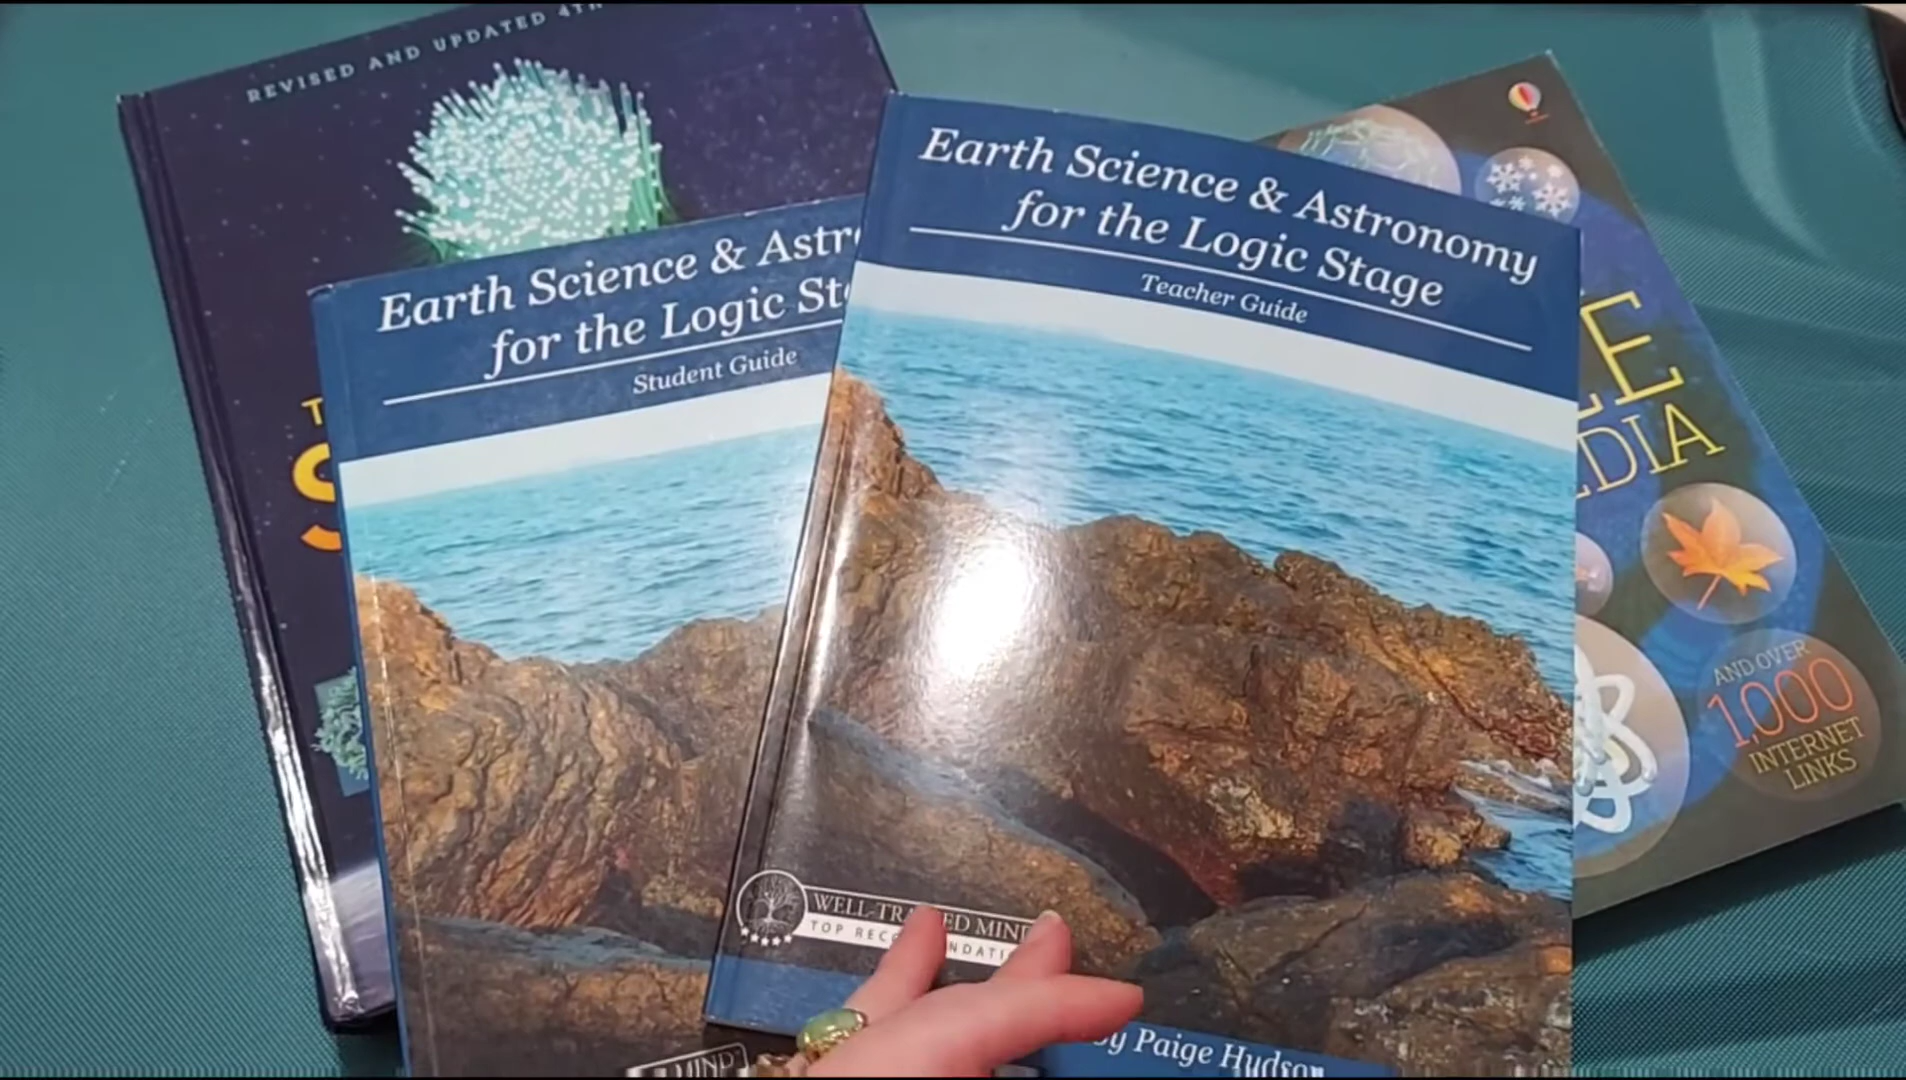 REVISED AND UPDATED 4TH
Earth Science & Astr
for the Logic St
Student Guide
Earth Science & Astronomy
for the Logic Stage
Teacher Guide
WELL-TRAINED MIND
TOP RECOMMENDATION
by Paige Hudson
MIND
AND OVER
1,000
INTERNET
LINKS